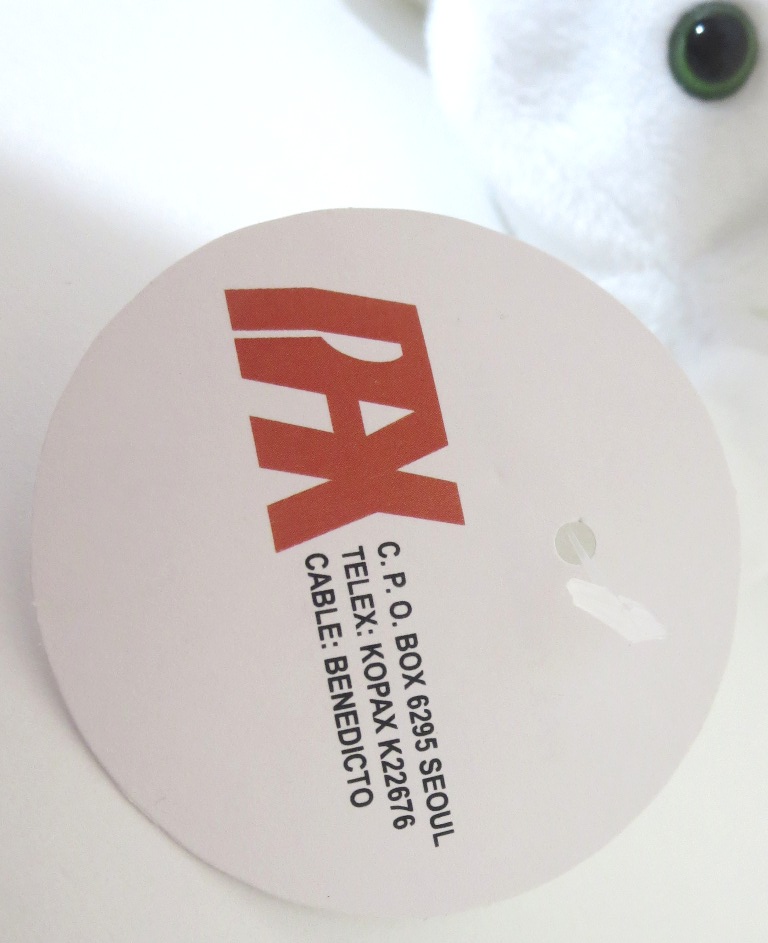 PAX
C. P. O. BOX 6295 SEOUL
TELEX: KOPAX K22676
CABLE: BENEDICTO